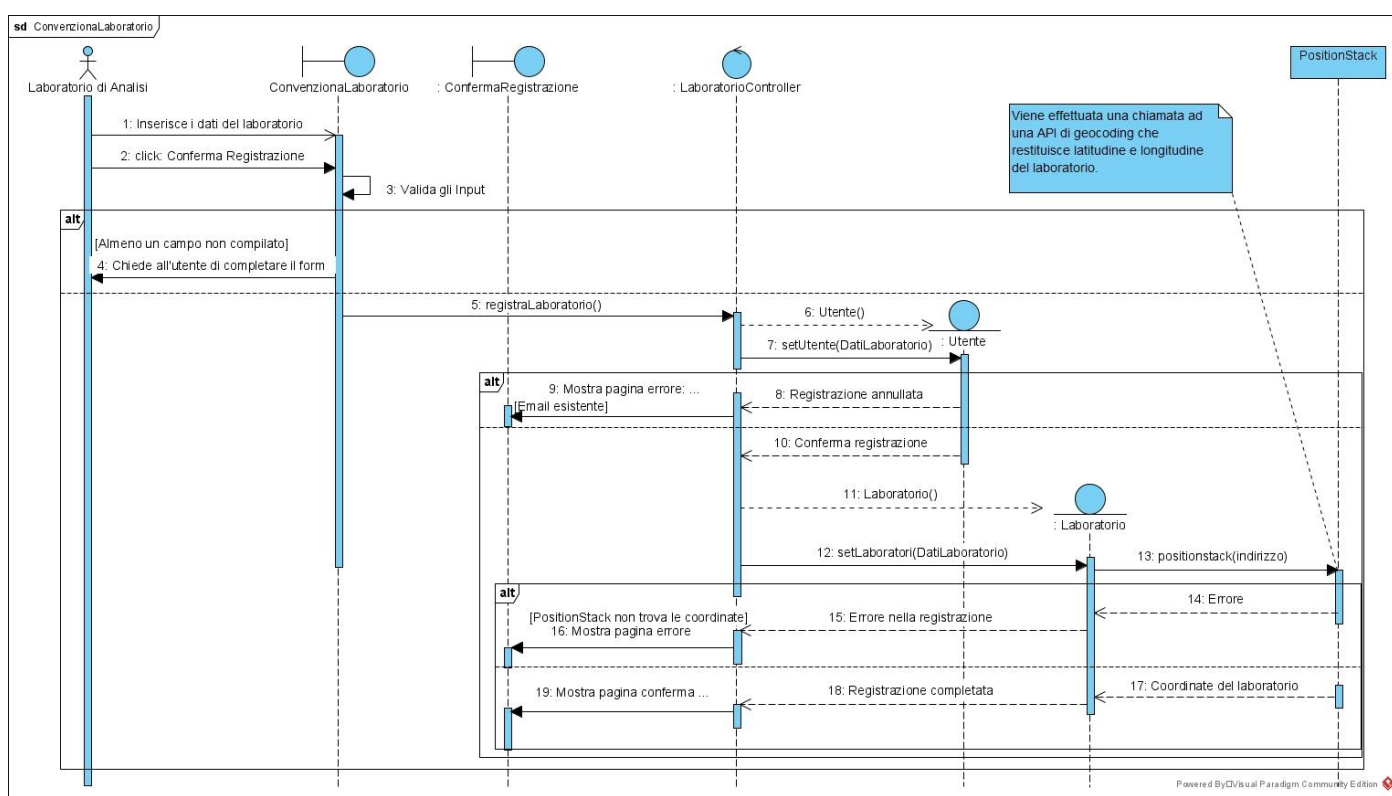 sd ConvenzionaLaboratorio
Laboratorio di Analisi
ConvenzionaLaboratorio
: ConfermaRegistrazione
: LaboratorioController
PositionStack
Viene effettuata una chiamata ad
una API di geocoding che
restituisce latitudine e longitudine
del laboratorio.
1: Inserisce i dati del laboratorio
2: click: Conferma Registrazione
3: Valida gli Input
alt
[Almeno un campo non compilato]
4: Chiede all'utente di completare il form
5: registraLaboratorio()
6: Utente()
: Utente
7: setUtente(DatiLaboratorio)
alt
9: Mostra pagina errore: ...
8: Registrazione annullata
[Email esistente]
10: Conferma registrazione
11: Laboratorio()
: Laboratorio
12: setLaboratori(DatiLaboratorio)
13: positionstack(indirizzo)
alt
14: Errore
[PositionStack non trova le coordinate]
15: Errore nella registrazione
16: Mostra pagina errore
17: Coordinate del laboratorio
18: Registrazione completata
19: Mostra pagina conferma ...
Powered By Visual Paradigm Community Edition